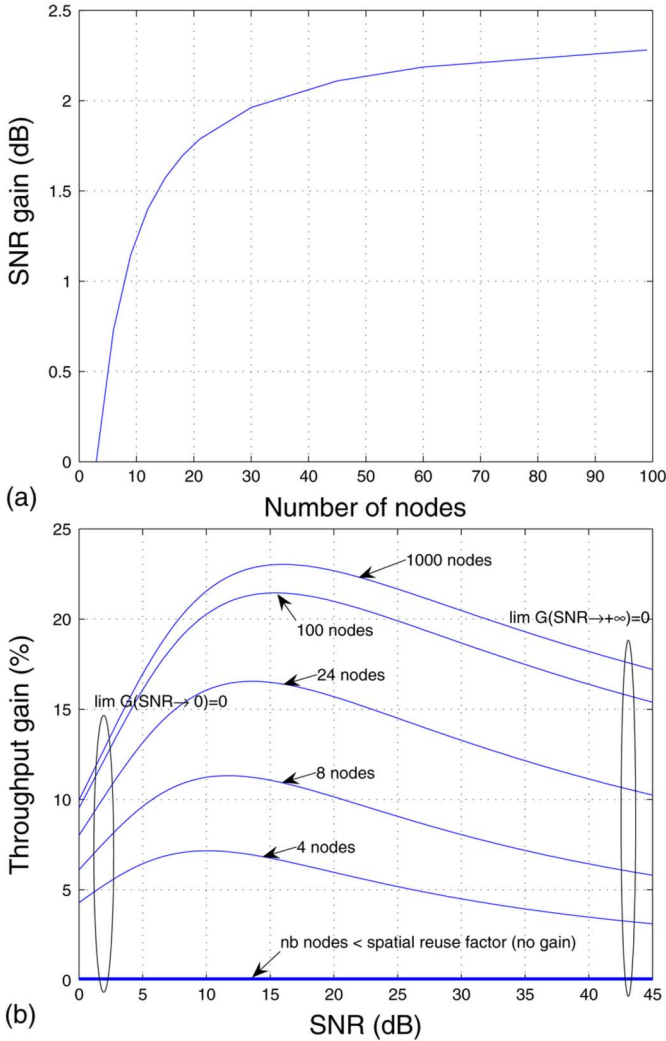 2.5
2
1.5
1
0.5
0
SNR gain (dB)
0 10 20 30 40 50 60 70 80 90 100
(a)
Number of nodes
25
20
15
10
5
0
Throughput gain (%)
1000 nodes
100 nodes
lim G(SNR→+∞)=0
24 nodes
lim G(SNR→ 0)=0
8 nodes
4 nodes
nb nodes < spatial reuse factor (no gain)
0 5 10 15 20 25 30 35 40 45
(b)
SNR (dB)